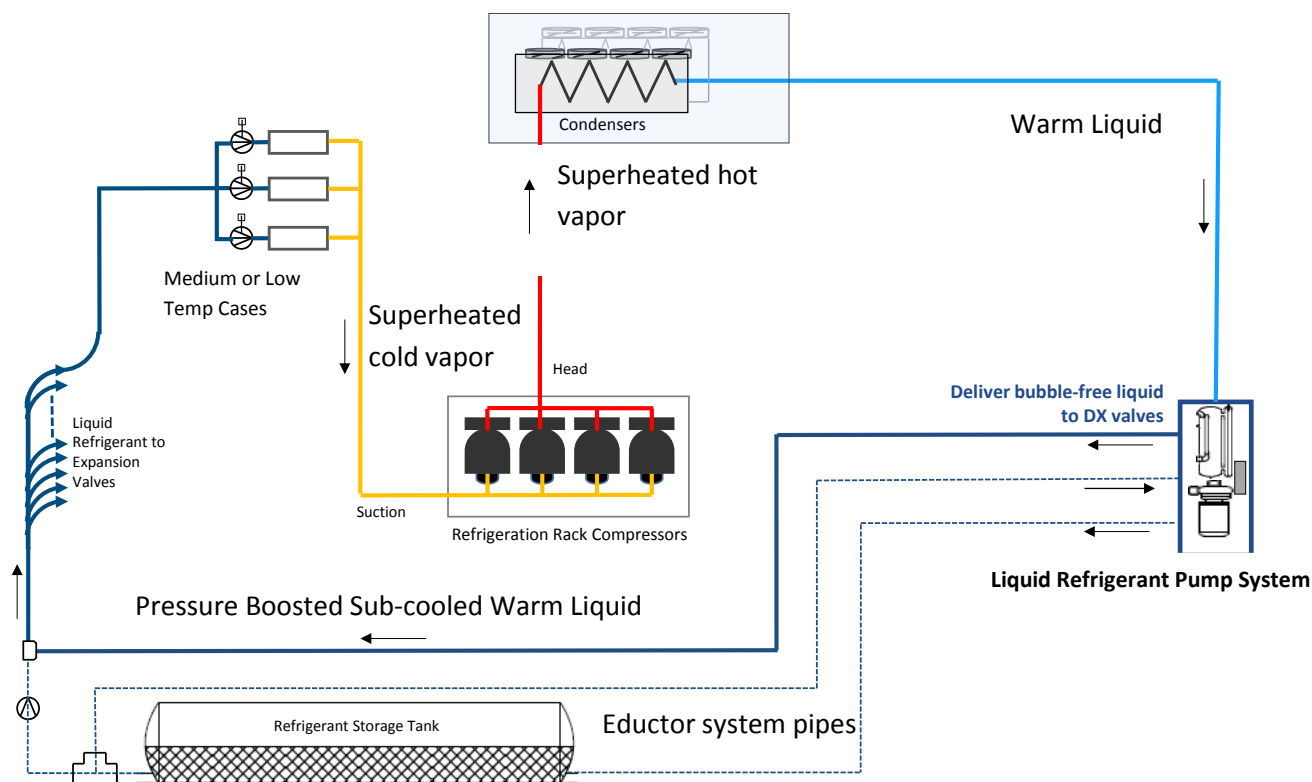 Condensers
Warm Liquid
Superheated hot
vapor
Medium or Low
Temp Cases
Superheated
cold vapor
Head
Deliver bubble-free liquid
to DX valves
Liquid
Refrigerant to
Expansion
Valves
Suction
Refrigeration Rack Compressors
Liquid Refrigerant Pump System
Pressure Boosted Sub-cooled Warm Liquid
Refrigerant Storage Tank
Eductor system pipes